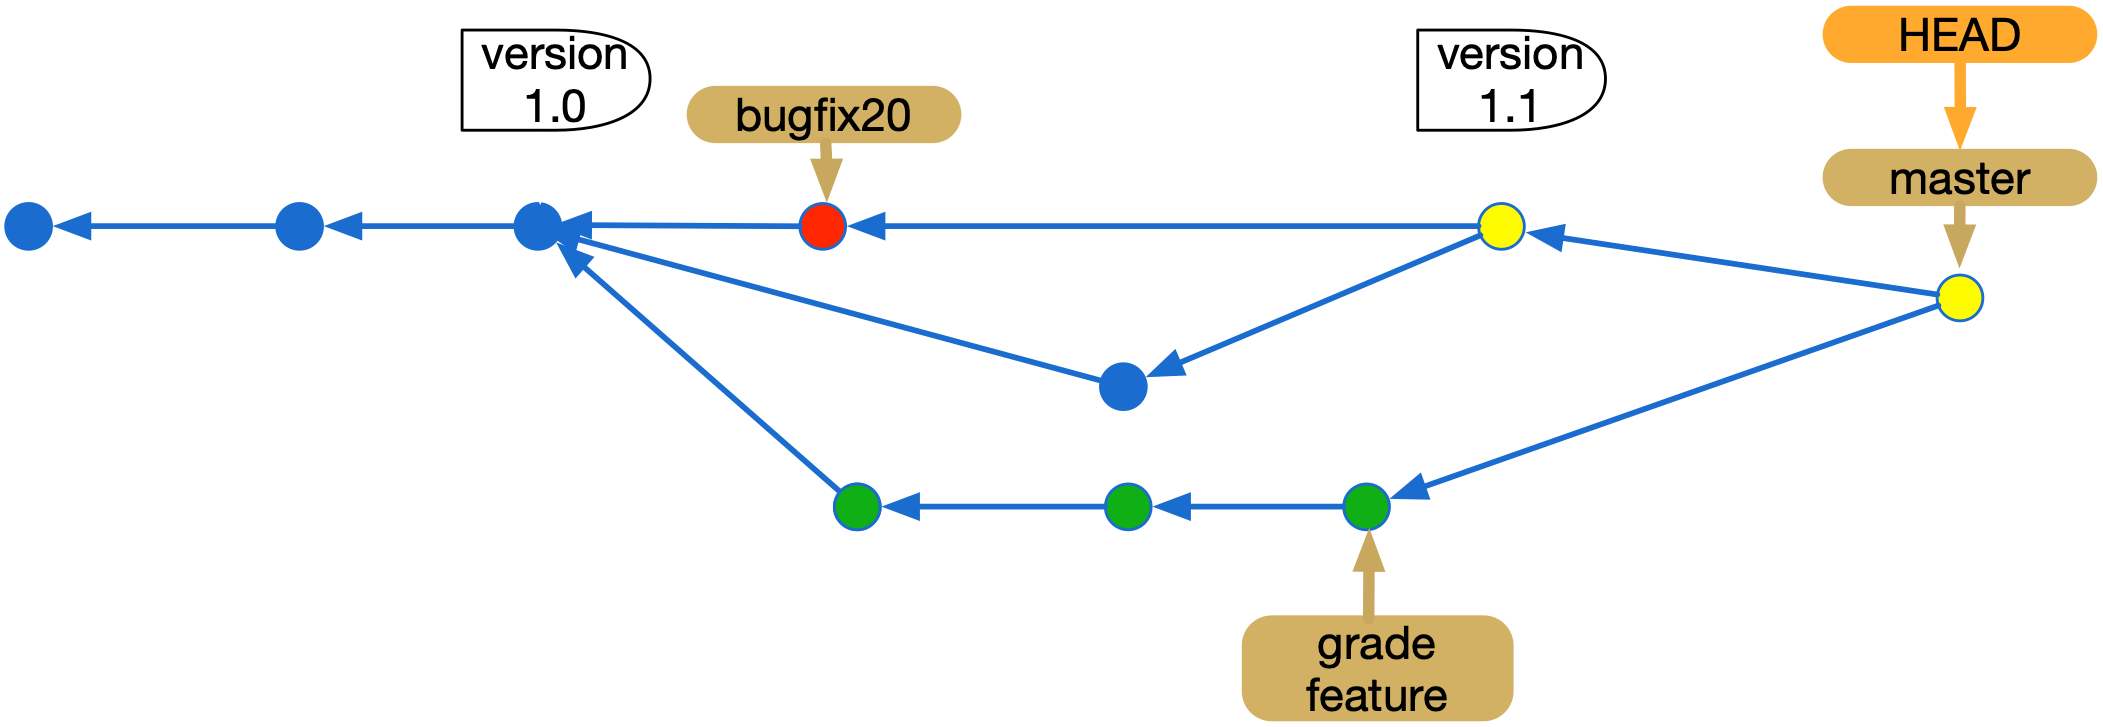 version
1.0
bugfix20
version
1.1
HEAD
master
grade
feature